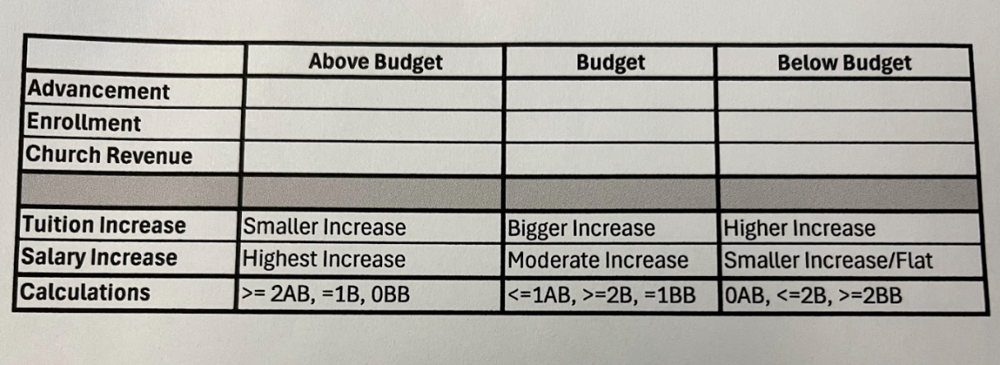 Above Budget Budget Below Budget
Advancement
Enrollment
Church Revenue
Tuition Increase Smaller Increase Bigger Increase Higher Increase
Salary Increase Highest Increase Moderate Increase Smaller Increase/Flat
Calculations >= 2AB, =1B, 0BB <=1AB, >=2B, =1BB 0AB, <=2B, >=2BB